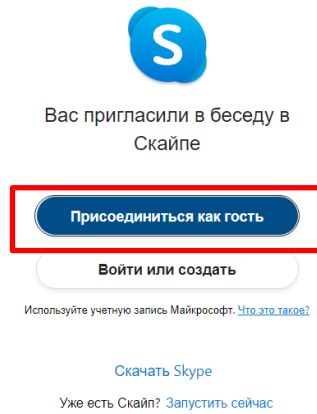 S
Вас пригласили в беседу в
Скайпе
Присоединиться как гость
Войти или создать
Используйте учетную запись Майкрософт. Что это такое?
Скачать Skype
Уже есть Скайп? Запустить сейчас